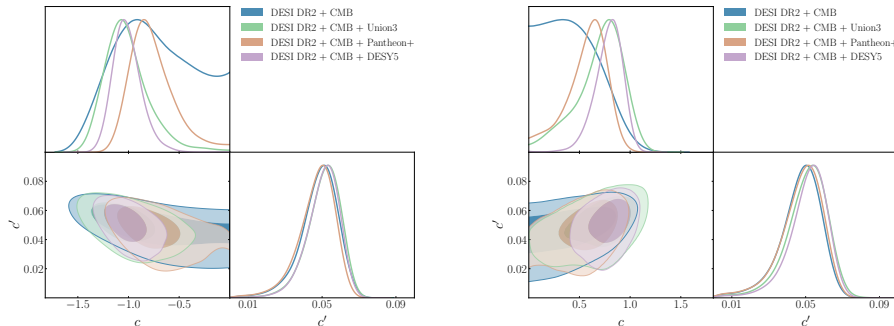 DESI DR2 + CMB
DESI DR2 + CMB + Union3
DESI DR2 + CMB + Pantheon+
DESI DR2 + CMB + DESY5
0.08
0.06
0.04
0.02
c′
−1.5
−1.0
−0.5
c
0.01
0.05
0.09
c′
DESI DR2 + CMB
DESI DR2 + CMB + Union3
DESI DR2 + CMB + Pantheon+
DESI DR2 + CMB + DESY5
0.08
0.06
0.04
0.02
c′
0.5
1.0
1.5
c
0.01
0.05
0.09
c′